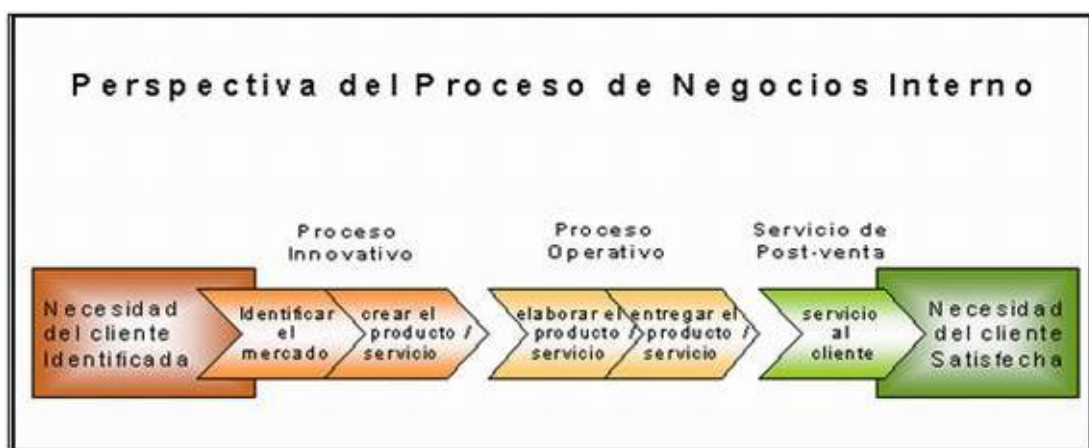 Perspectiva del Proceso de Negocios Interno
Proceso
Innovativo
Proceso
Operativo
Servicio de
Post-venta
Necesidad
del cliente
Identificada
Identificar
el
mercado
crear el
producto /
servicio
elaborar el
producto /
servicio
entregar el
producto /
servicio
servicio
al
cliente
Necesidad
del cliente
Satisfecha